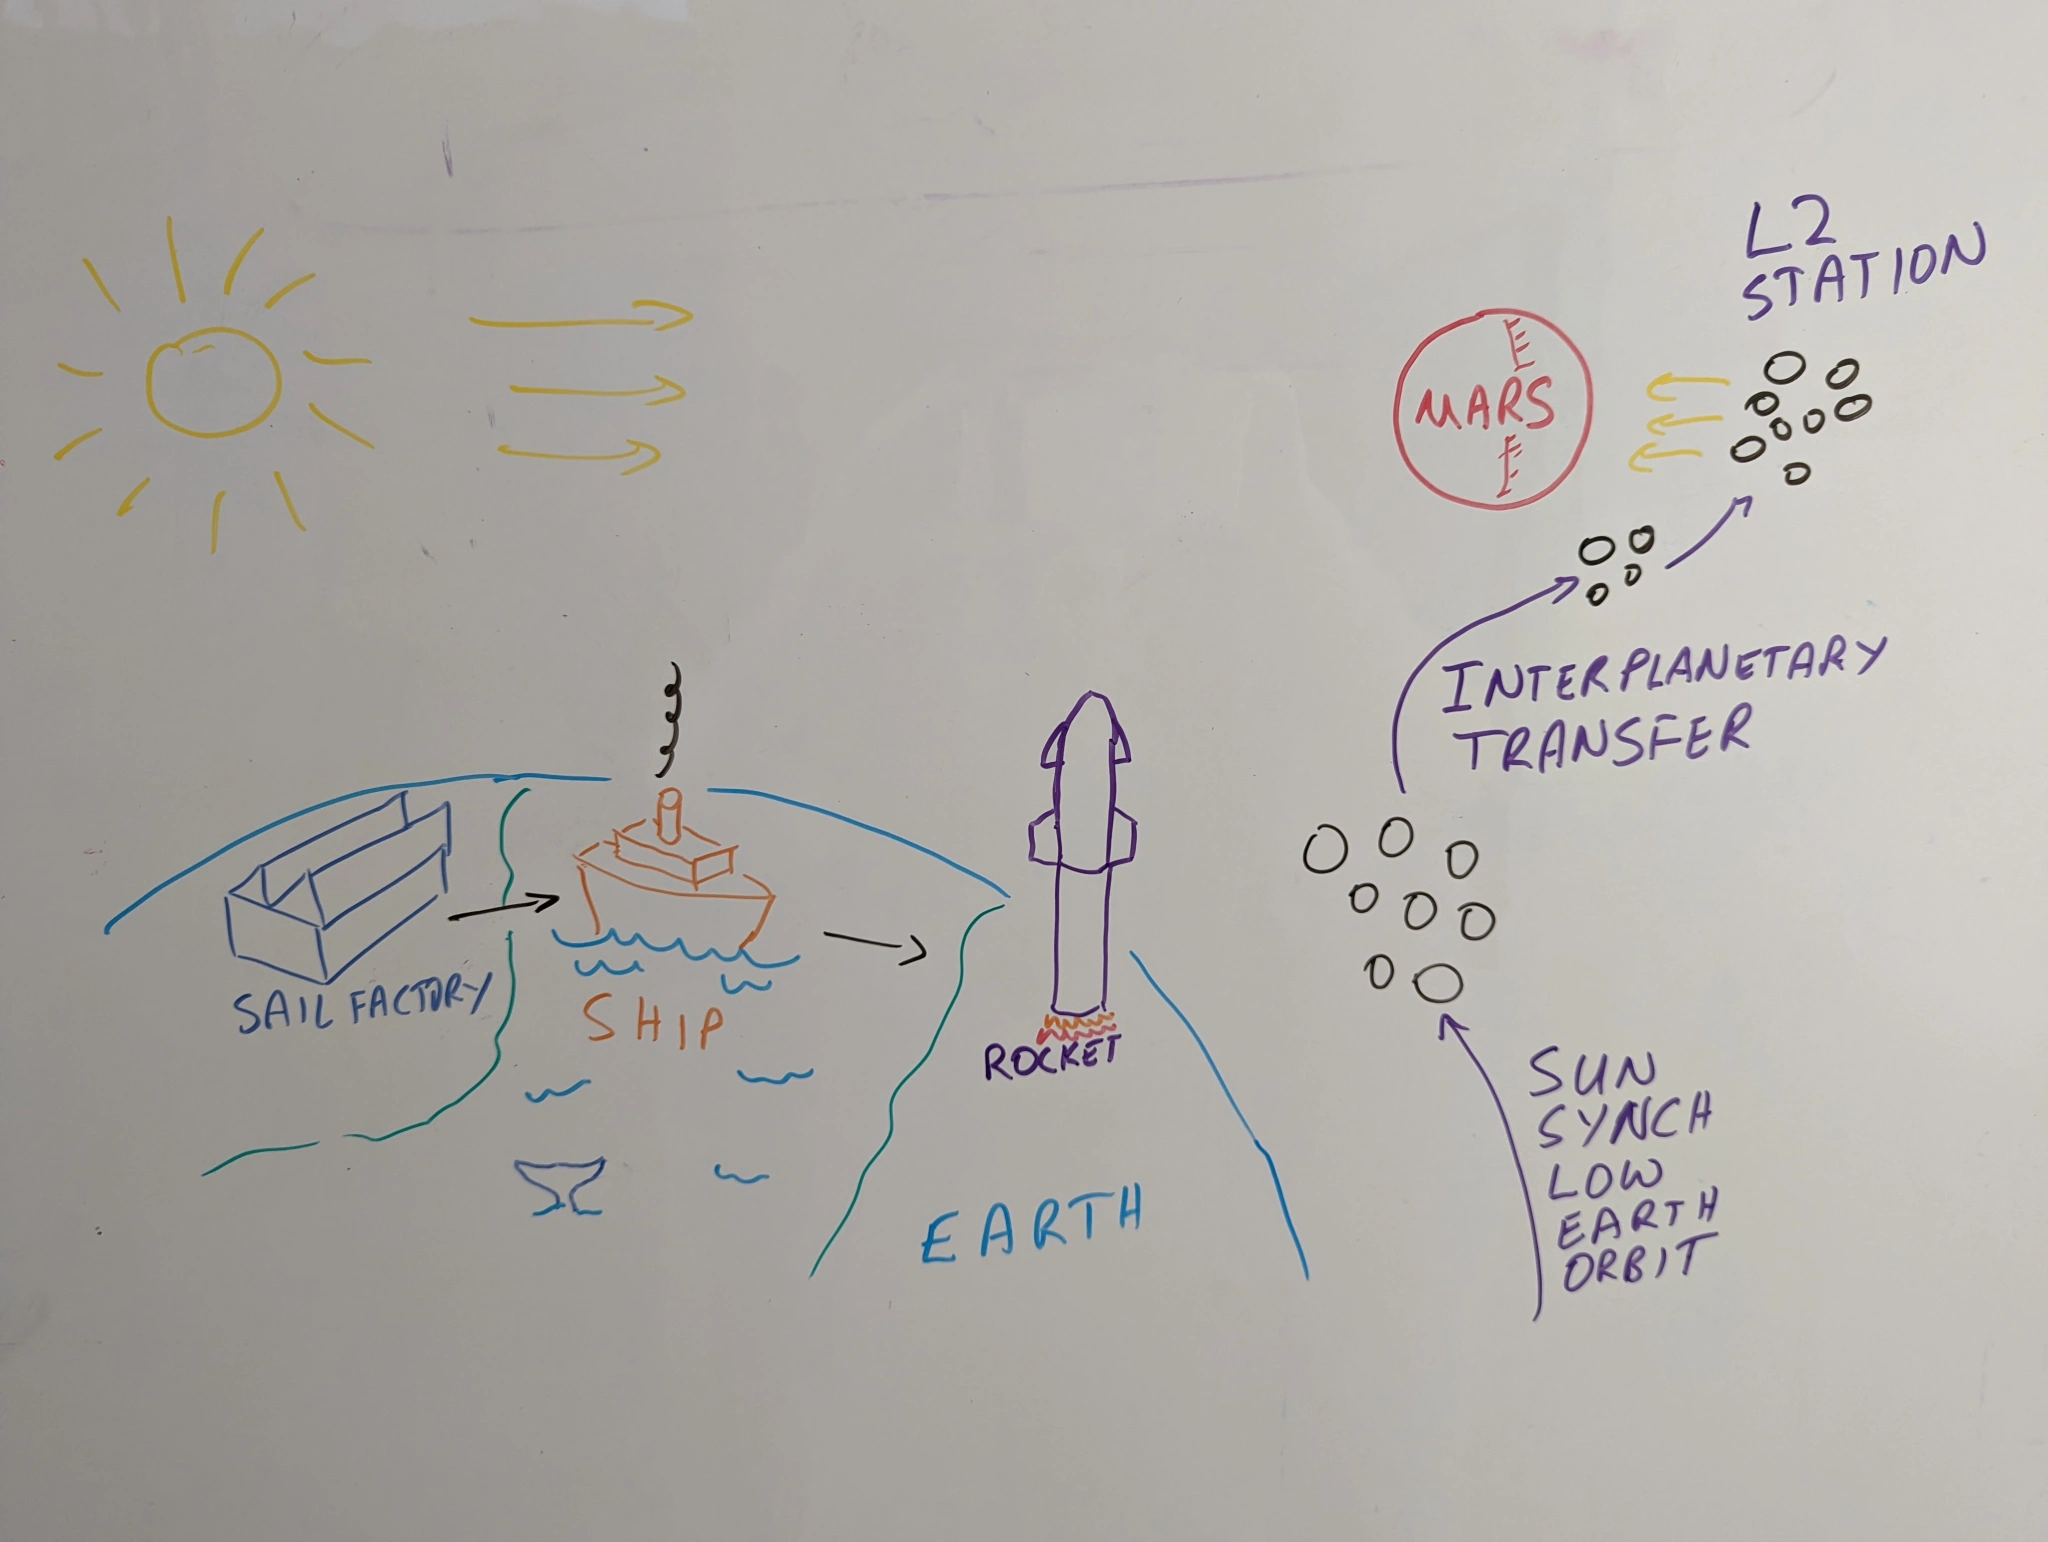 L2
STATION
MARS
INTERPLANETARY
TRANSFER
SAIL FACTORY
SHIP
ROCKET
EARTH
SUN
SYNCH
LOW
EARTH
ORBIT